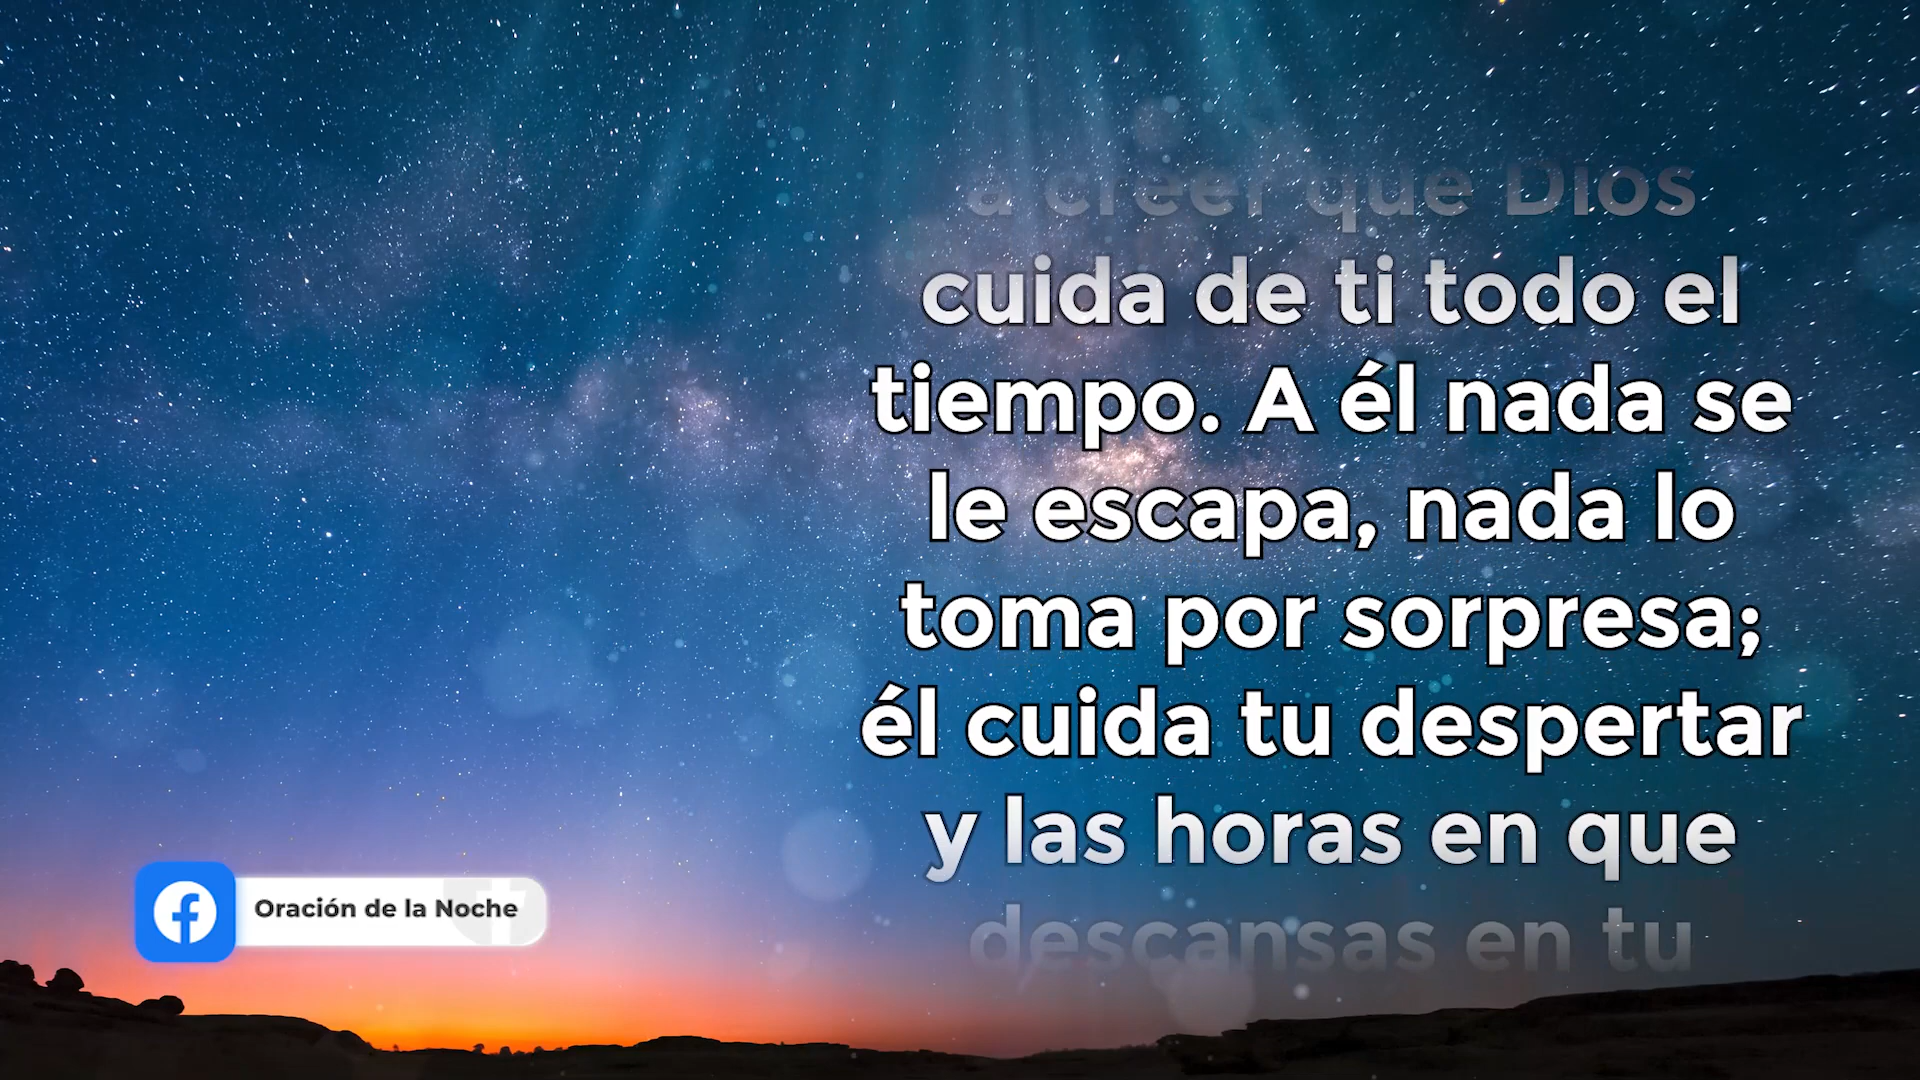 a creer que Dios
cuida de ti todo el
tiempo. A él nada se
le escapa, nada lo
toma por sorpresa;
él cuida tu despertar
y las horas en que
descansas en tu
Oración de la Noche